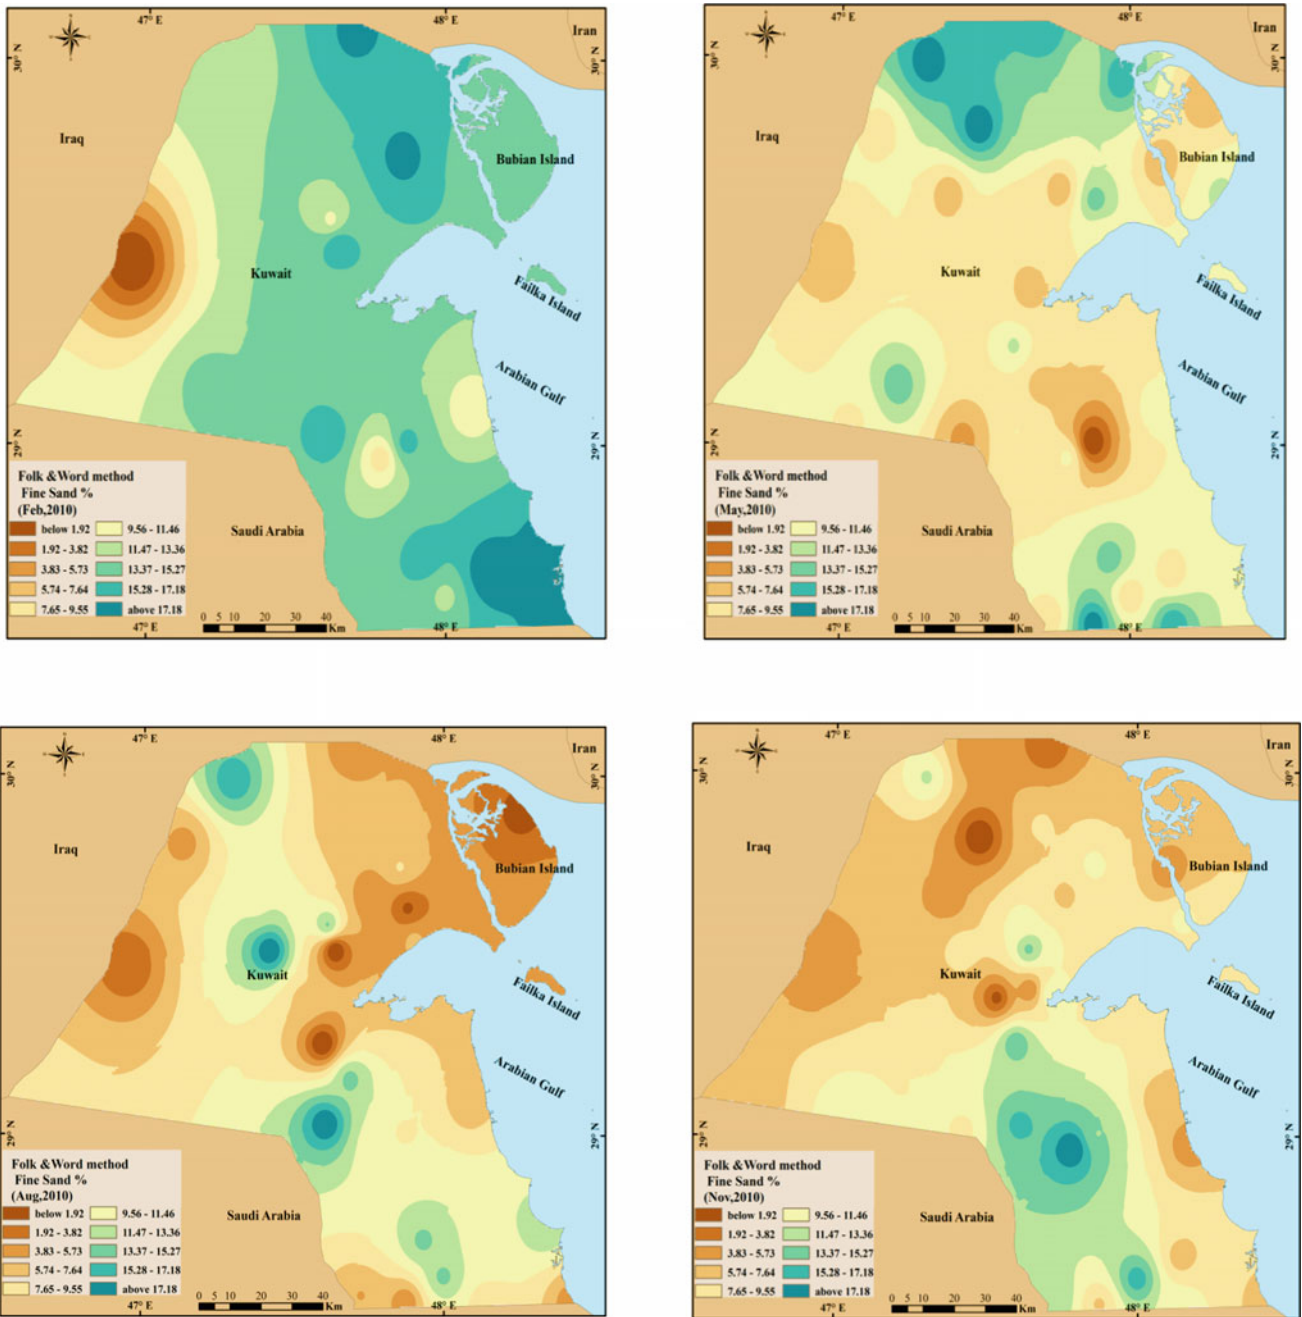 47° E
48° E
Iran
30° N
30° N
Iraq
Bubian Island
Kuwait
Failka Island
Arabian Gulf
29° N
29° N
Folk &Word method
Fine Sand %
(Feb,2010)
below 1.92
9.56 - 11.46
1.92 - 3.82
11.47 - 13.36
3.83 - 5.73
13.37 - 15.27
5.74 - 7.64
15.28 - 17.18
7.65 - 9.55
above 17.18
Saudi Arabia
0 5 10 20 30 40
Km
47° E
48° E
47° E
48° E
Iran
30° N
30° N
Iraq
Bubian Island
Kuwait
Failka Island
Arabian Gulf
29° N
29° N
Folk &Word method
Fine Sand %
(May,2010)
below 1.92
9.56 - 11.46
1.92 - 3.82
11.47 - 13.36
3.83 - 5.73
13.37 - 15.27
5.74 - 7.64
15.28 - 17.18
7.65 - 9.55
above 17.18
Saudi Arabia
0 5 10 20 30 40
Km
47° E
48° E
47° E
48° E
Iran
30° N
30° N
Iraq
Bubian Island
Kuwait
Failka Island
Arabian Gulf
29° N
29° N
Folk &Word method
Fine Sand %
(Aug,2010)
below 1.92
9.56 - 11.46
1.92 - 3.82
11.47 - 13.36
3.83 - 5.73
13.37 - 15.27
5.74 - 7.64
15.28 - 17.18
7.65 - 9.55
above 17.18
Saudi Arabia
0 5 10 20 30 40
Km
47° E
48° E
47° E
48° E
Iran
30° N
30° N
Iraq
Bubian Island
Kuwait
Failka Island
Arabian Gulf
29° N
29° N
Folk &Word method
Fine Sand %
(Nov,2010)
below 1.92
9.56 - 11.46
1.92 - 3.82
11.47 - 13.36
3.83 - 5.73
13.37 - 15.27
5.74 - 7.64
15.28 - 17.18
7.65 - 9.55
above 17.18
Saudi Arabia
0 5 10 20 30 40
Km
47° E
48° E